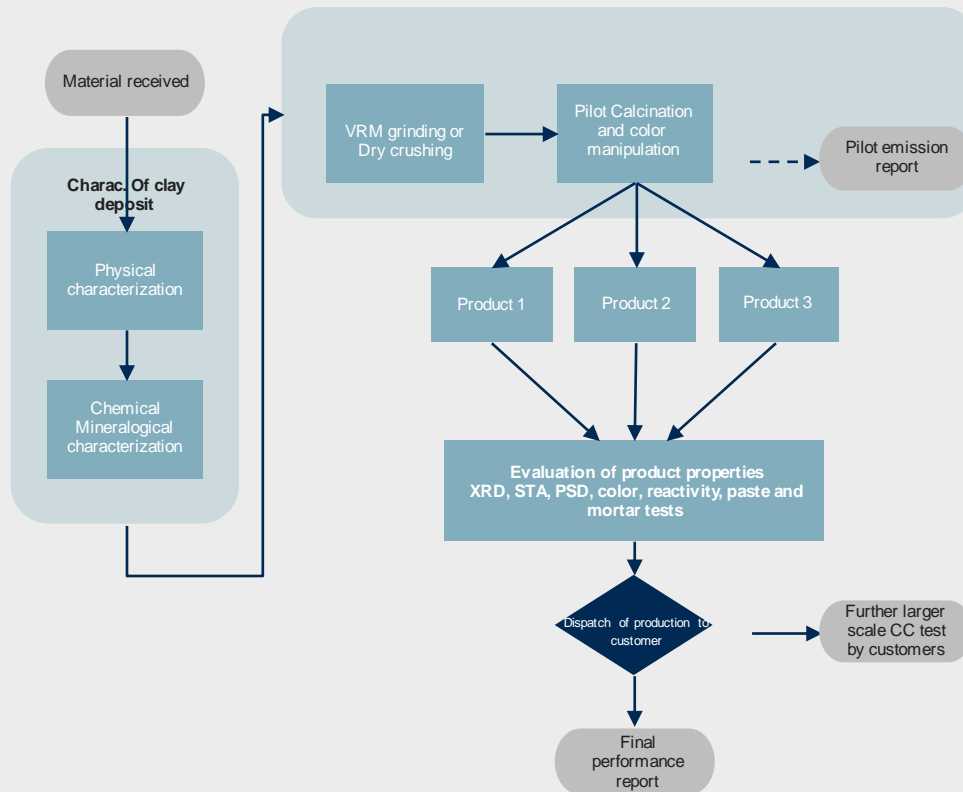 Material received
Charac. Of clay
deposit
Physical
characterization
Chemical
Mineralogical
characterization
VRM grinding or
Dry crushing
Pilot Calcination
and color
manipulation
Pilot emission
report
Product 1
Product 2
Product 3
Evaluation of product properties
XRD, STA, PSD, color, reactivity, paste and
mortar tests
Dispatch of production to
customer
Further larger
scale CC test
by customers
Final
performance
report